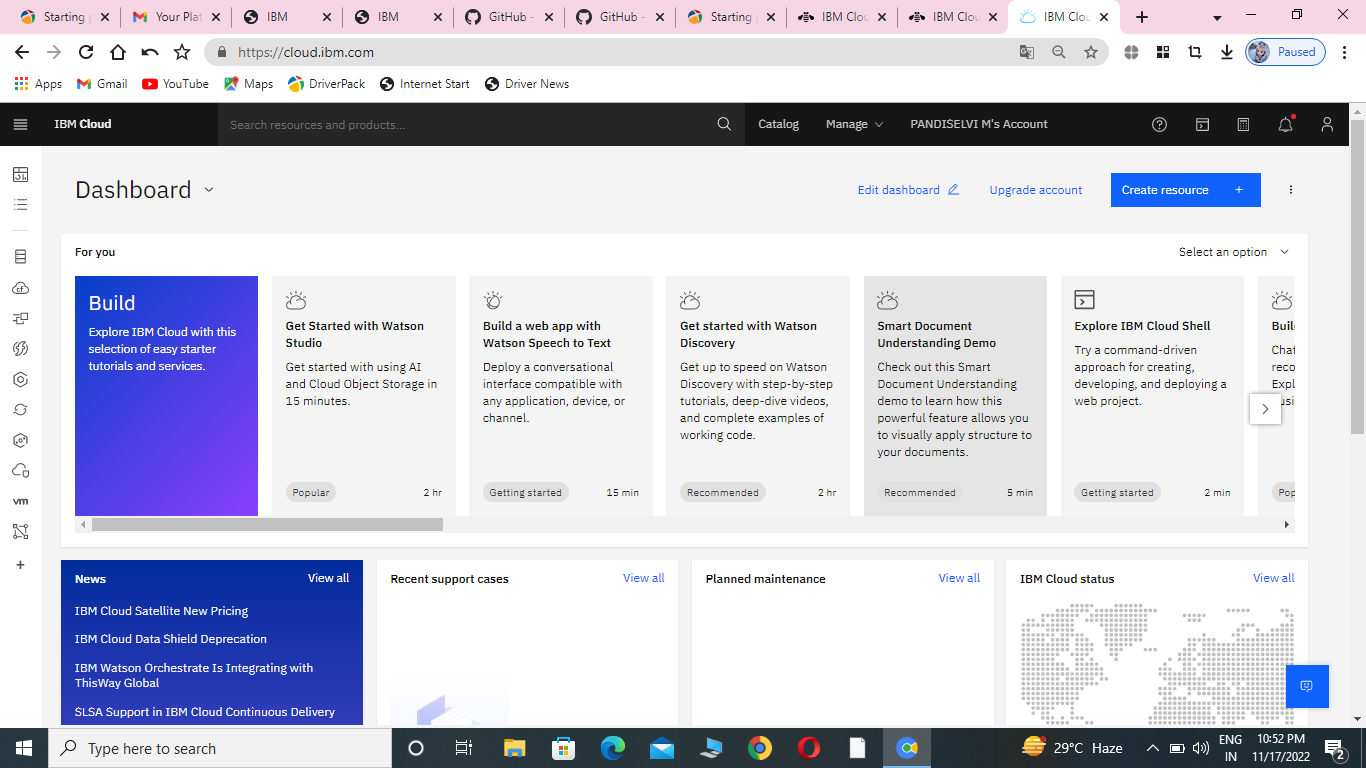 Starting p
Your Plat
IBM
IBM
GitHub -
GitHub -
Starting p
IBM Clou
IBM Clou
IBM Clou
https://cloud.ibm.com
Paused
Apps
Gmail
YouTube
Maps
DriverPack
Internet Start
Driver News
IBM Cloud
Search resources and products...
Catalog
Manage
PANDISELVI M's Account
Dashboard
Edit dashboard
Upgrade account
Create resource +
For you
Select an option
Build
Explore IBM Cloud with this
selection of easy starter
tutorials and services.
Get Started with Watson
Studio
Get started with using AI
and Cloud Object Storage in
15 minutes.
Popular
2 hr
Build a web app with
Watson Speech to Text
Deploy a conversational
interface compatible with
any application, device, or
channel.
Getting started
15 min
Get started with Watson
Discovery
Get up to speed on Watson
Discovery with step-by-step
tutorials, deep-dive videos,
and complete examples of
working code.
Recommended
2 hr
Smart Document
Understanding Demo
Check out this Smart
Document Understanding
demo to learn how this
powerful feature allows you
to visually apply structure to
your documents.
Recommended
5 min
Explore IBM Cloud Shell
Try a command-driven
approach for creating,
developing, and deploying a
web project.
Getting started
2 min
Buil
Chat
reco
Expl
usi
Pop
vm
+
News
View all
IBM Cloud Satellite New Pricing
IBM Cloud Data Shield Deprecation
IBM Watson Orchestrate Is Integrating with
ThisWay Global
SLSA Support in IBM Cloud Continuous Delivery
Recent support cases
View all
Planned maintenance
View all
IBM Cloud status
View all
Type here to search
29°C Haze
ENG
IN
10:52 PM
11/17/2022
2